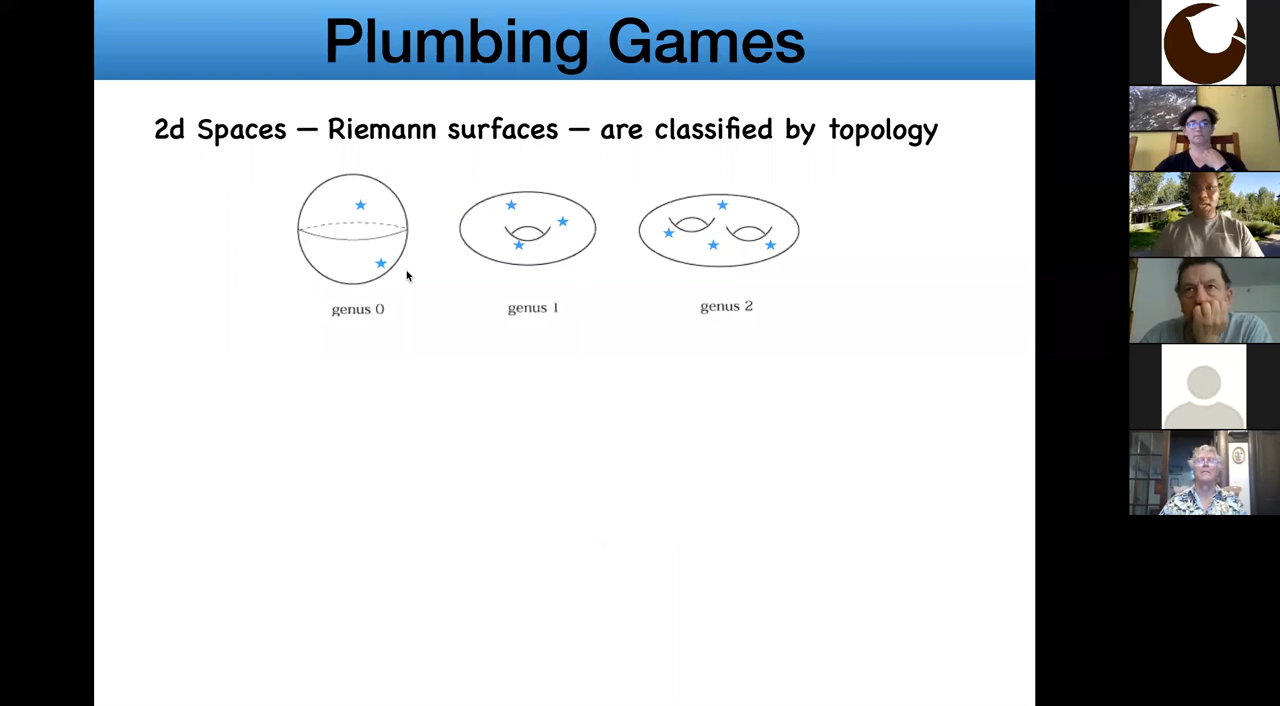 Plumbing Games
2d Spaces — Riemann surfaces — are classified by topology
genus 0
genus 1
genus 2